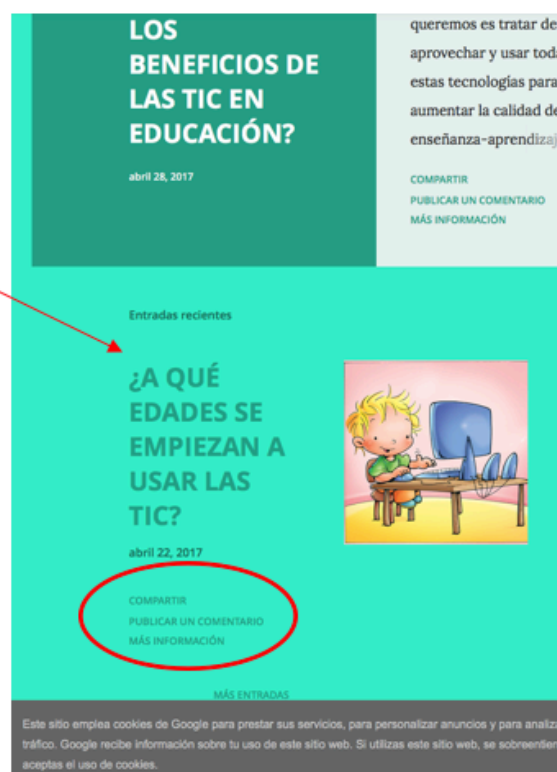 LOS
BENEFICIOS DE
LAS TIC EN
EDUCACIÓN?
abril 28, 2017
queremos es tratar de
aprovechar y usar toda
estas tecnologías para
aumentar la calidad de
enseñanza-aprendizaj
COMPARTIR
PUBLICAR UN COMENTARIO
MÁS INFORMACIÓN
Entradas recientes
¿A QUÉ
EDADES SE
EMPIEZAN A
USAR LAS
TIC?
abril 22, 2017
COMPARTIR
PUBLICAR UN COMENTARIO
MÁS INFORMACIÓN
MÁS ENTRADAS
Este sitio emplea cookies de Google para prestar sus servicios, para personalizar anuncios y para analiza
tráfico. Google recibe información sobre tu uso de este sitio web. Si utilizas este sitio web, se sobreentien
aceptas el uso de cookies.